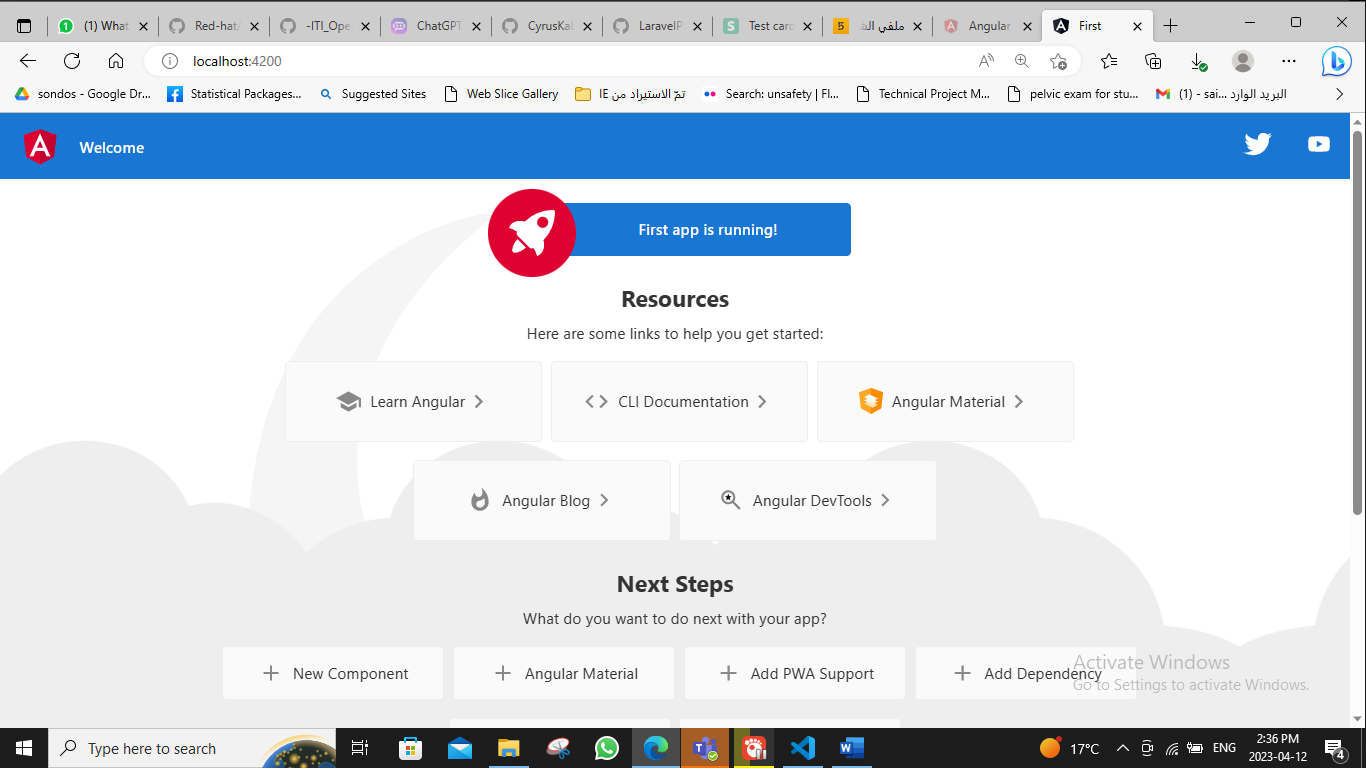 (1) What
Red-hat/
-ITI_Ope
ChatGPT
CyrusKa
LaravelP
Test card
5
ملفي الش
Angular
First
localhost:4200
sondos - Google Dr...
Statistical Packages...
Suggested Sites
Web Slice Gallery
تمّ الاستيراد من IE
Search: unsafety | Fl...
Technical Project M...
pelvic exam for stu...
البريد الوارد (1) - sai...
Welcome
First app is running!
Resources
Here are some links to help you get started:
Learn Angular
CLI Documentation
Angular Material
Angular Blog
Angular DevTools
Next Steps
What do you want to do next with your app?
New Component
Angular Material
Add PWA Support
Add Dependency
Activate Windows
Go to Settings to activate Windows.
Type here to search
17°C
ENG
2:36 PM
2023-04-12
4